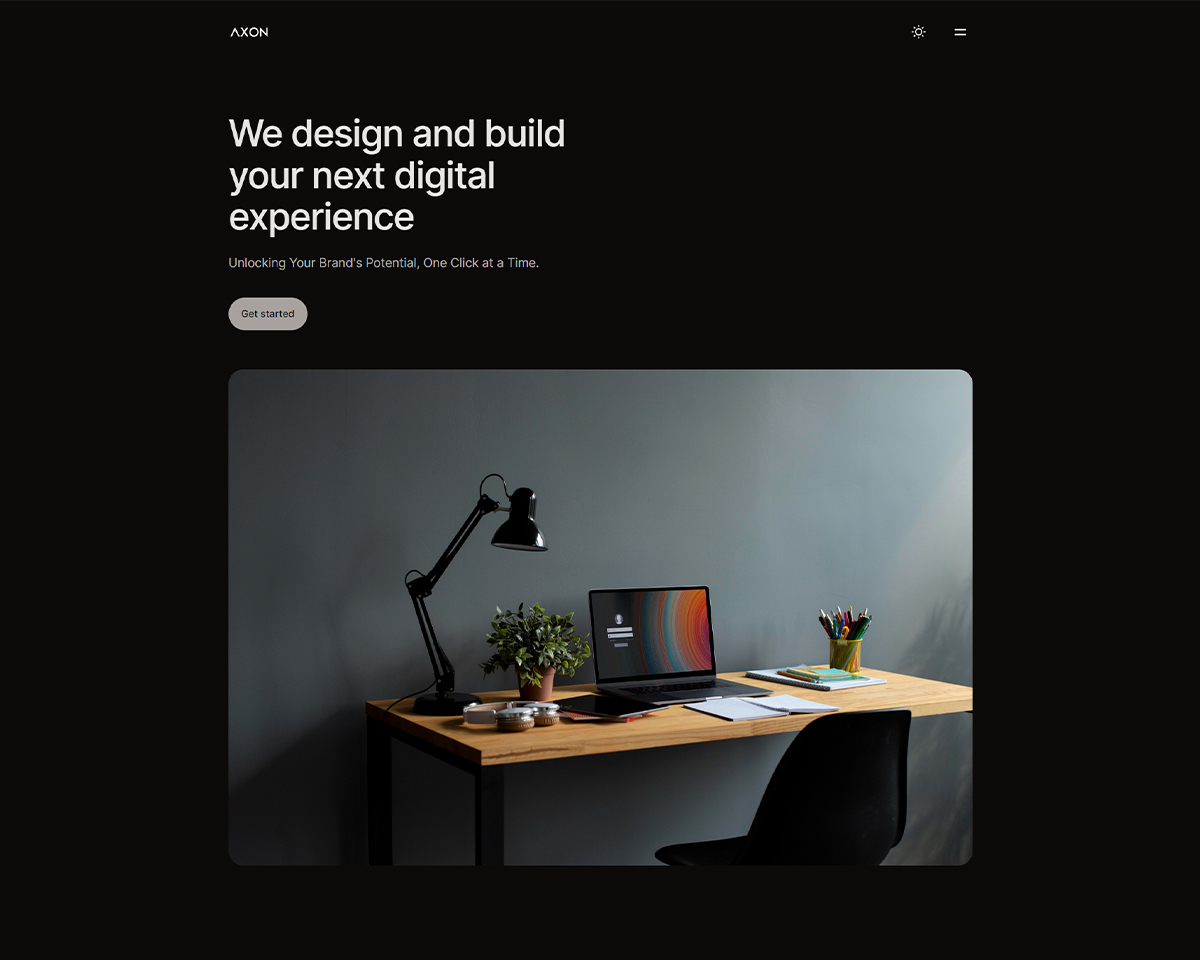 AXON
We design and build
your next digital
experience
Unlocking Your Brand's Potential, One Click at a Time.
Get started